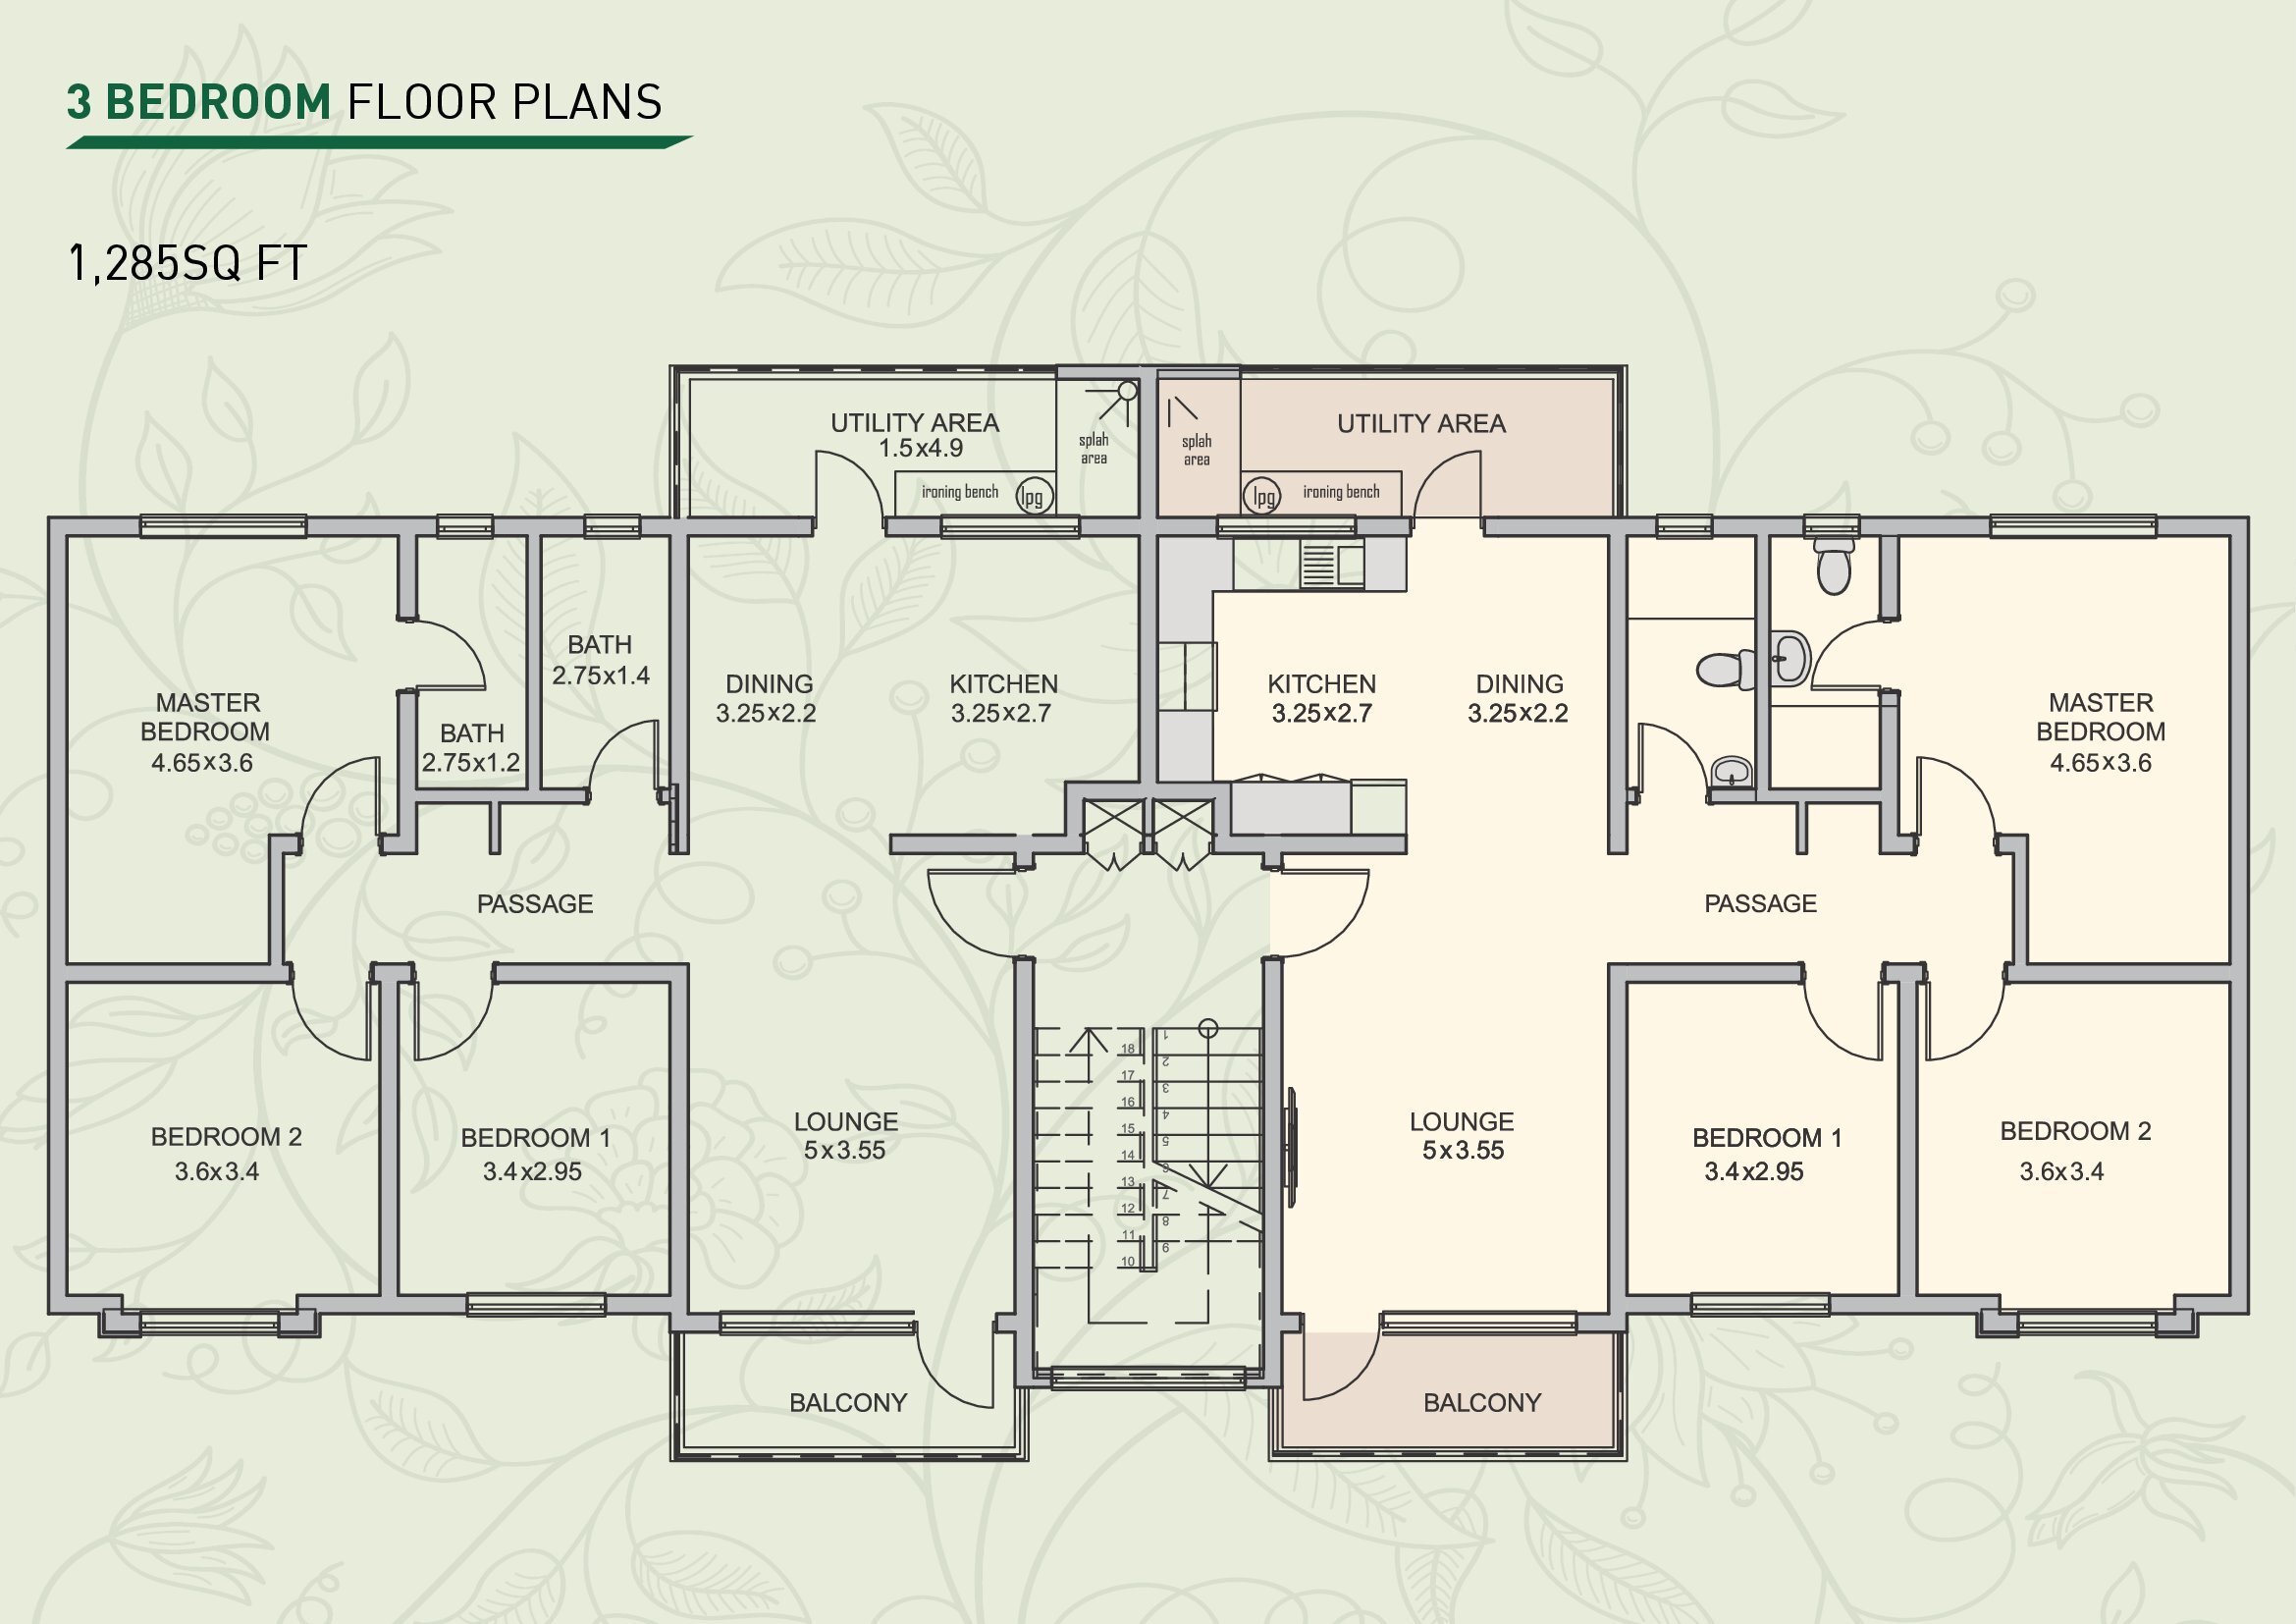 3 BEDROOM FLOOR PLANS
1,285SQ FT
UTILITY AREA
1.5x4.9
splah
area
ironing bench
lpg
splah
area
UTILITY AREA
lpg
ironing bench
MASTER
BEDROOM
4.65x3.6
BATH
2.75x1.2
BATH
2.75x1.4
DINING
3.25x2.2
KITCHEN
3.25x2.7
KITCHEN
3.25x2.7
DINING
3.25x2.2
MASTER
BEDROOM
4.65x3.6
PASSAGE
PASSAGE
BEDROOM 2
3.6x3.4
BEDROOM 1
3.4x2.95
LOUNGE
5x3.55
18
17
16
15
14
13
12
11
10
1
2
3
4
5
6
7
8
9
LOUNGE
5x3.55
BEDROOM 1
3.4x2.95
BEDROOM 2
3.6x3.4
BALCONY
BALCONY